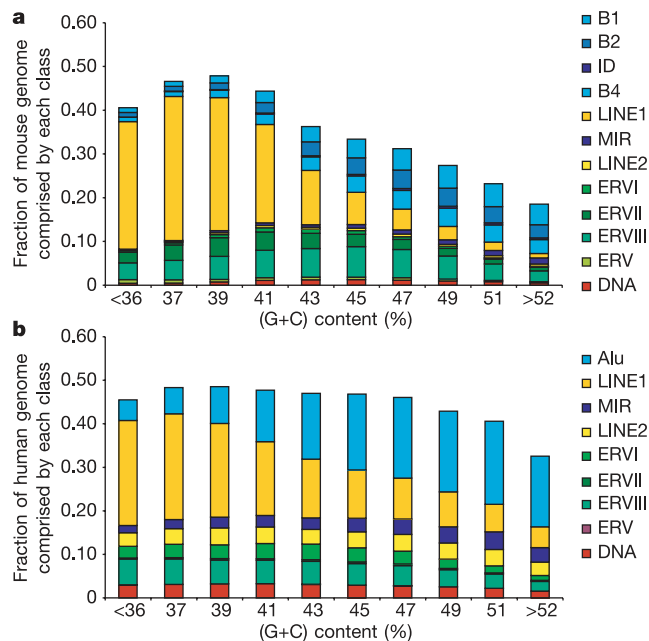 a
Fraction of mouse genome
comprised by each class
0.60
0.50
0.40
0.30
0.20
0.10
0
<36 37 39 41 43 45 47 49 51 >52
(G+C) content (%)
B1
B2
ID
B4
LINE1
MIR
LINE2
ERVI
ERVII
ERVIII
ERV
DNA
b
Fraction of human genome
comprised by each class
0.60
0.50
0.40
0.30
0.20
0.10
0
<36 37 39 41 43 45 47 49 51 >52
(G+C) content (%)
Alu
LINE1
MIR
LINE2
ERVI
ERVII
ERVIII
ERV
DNA